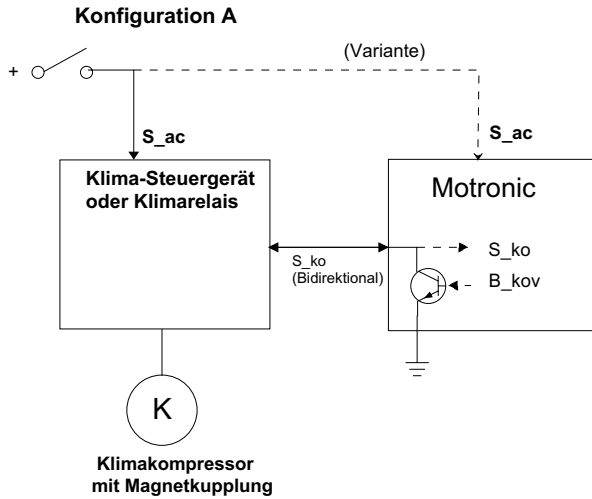 Konfiguration A
+
(Variante)
S_ac
S_ac
Klima-Steuergerät
oder Klimarelais
Motronic
S_ko
(Bidirektional)
S_ko
B_kov
K
Klimakompressor
mit Magnetkupplung